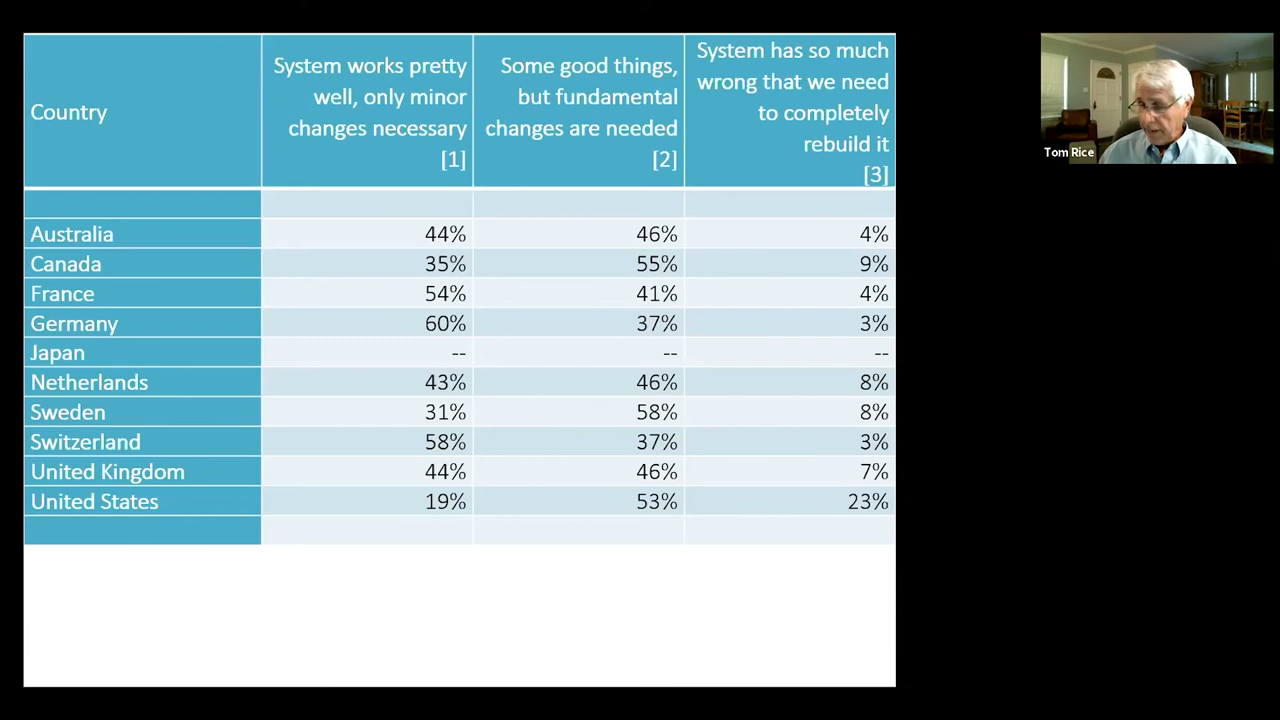 Country
System works pretty
well, only minor
changes necessary
[1]
Some good things,
but fundamental
changes are needed
[2]
System has so much
wrong that we need
to completely
rebuild it
[3]
Australia 44% 46% 4%
Canada 35% 55% 9%
France 54% 41% 4%
Germany 60% 37% 3%
Japan -- -- --
Netherlands 43% 46% 8%
Sweden 31% 58% 8%
Switzerland 58% 37% 3%
United Kingdom 44% 46% 7%
United States 19% 53% 23%
Tom Rice